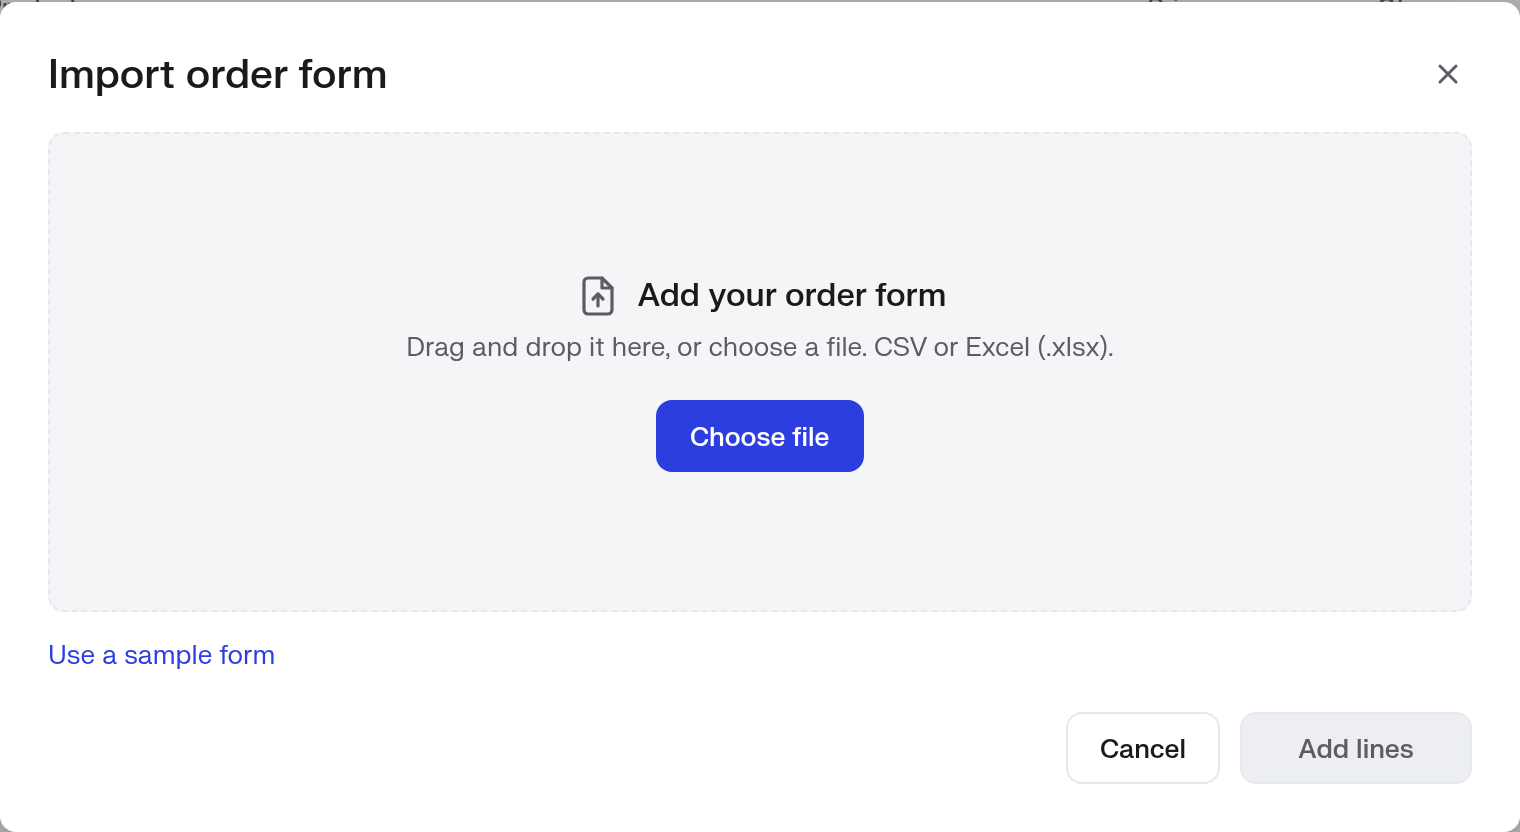 Import order form
Add your order form
Drag and drop it here, or choose a file. CSV or Excel (.xlsx).
Choose file
Use a sample form
Cancel
Add lines